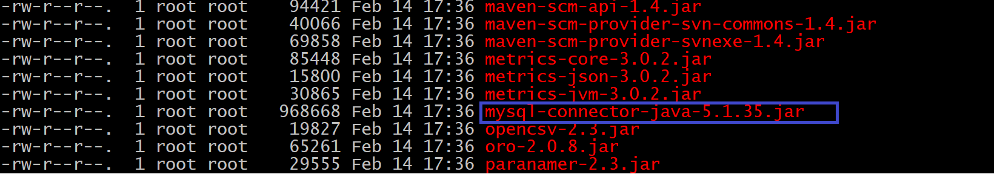 -rw-r--r--. 1 root root 94421 Feb 14 17:36 maven-scm-api-1.4.jar
-rw-r--r--. 1 root root 40066 Feb 14 17:36 maven-scm-provider-svn-commons-1.4.jar
-rw-r--r--. 1 root root 69858 Feb 14 17:36 maven-scm-provider-svnexe-1.4.jar
-rw-r--r--. 1 root root 85448 Feb 14 17:36 metrics-core-3.0.2.jar
-rw-r--r--. 1 root root 15800 Feb 14 17:36 metrics-json-3.0.2.jar
-rw-r--r--. 1 root root 30865 Feb 14 17:36 metrics-jvm-3.0.2.jar
-rw-r--r--. 1 root root 968668 Feb 14 17:36 mysql-connector-java-5.1.35.jar
-rw-r--r--. 1 root root 19827 Feb 14 17:36 opencsv-2.3.jar
-rw-r--r--. 1 root root 65261 Feb 14 17:36 oro-2.0.8.jar
-rw-r--r--. 1 root root 29555 Feb 14 17:36 paranamer-2.3.jar